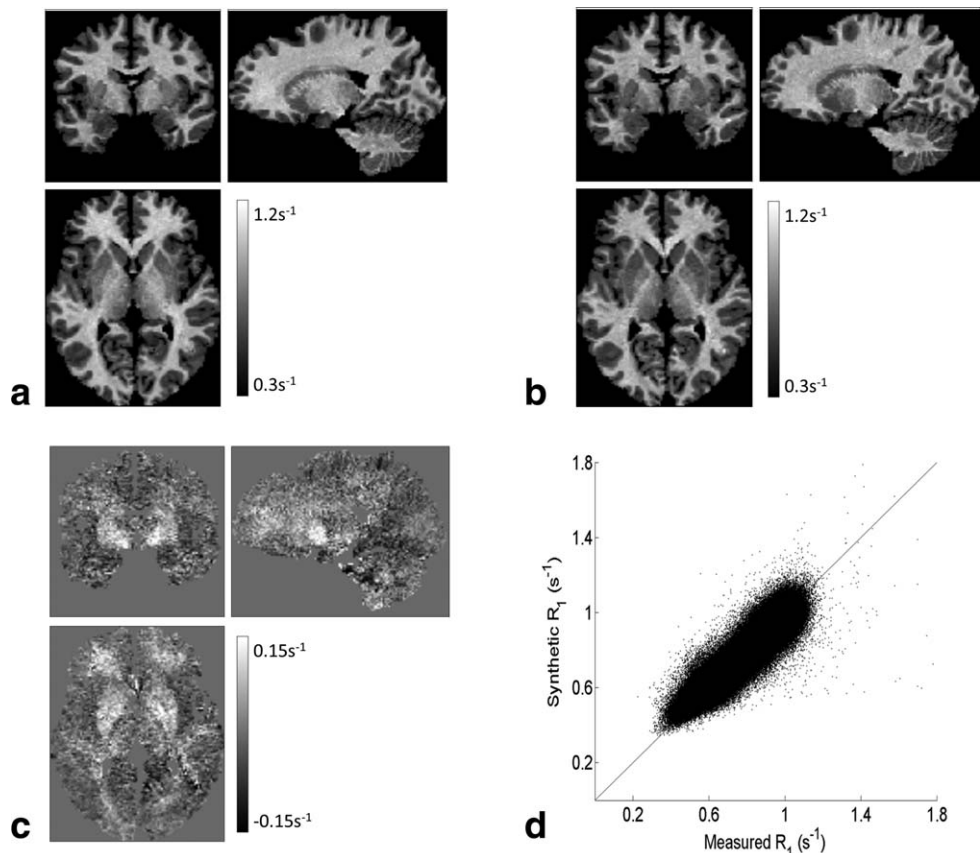 1.2s⁻¹
0.3s⁻¹
a
1.2s⁻¹
0.3s⁻¹
b
0.15s⁻¹
-0.15s⁻¹
c
1.8
1.4
1
0.6
0.2
Synthetic R₁ (s⁻¹)
0.2 0.6 1 1.4 1.8
Measured R₁ (s⁻¹)
d